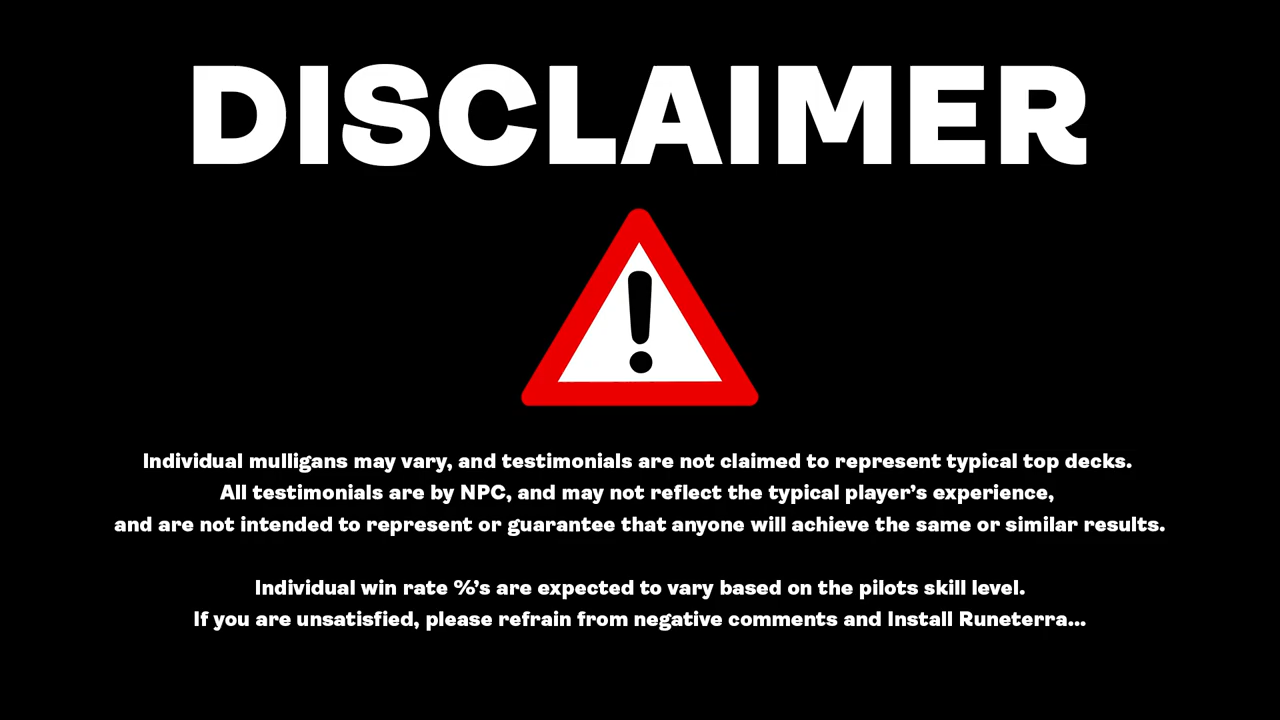 DISCLAIMER
Individual mulligans may vary, and testimonials are not claimed to represent typical top decks.
All testimonials are by NPC, and may not reflect the typical player’s experience,
and are not intended to represent or guarantee that anyone will achieve the same or similar results.
Individual win rate %’s are expected to vary based on the pilots skill level.
If you are unsatisfied, please refrain from negative comments and Install Runeterra...